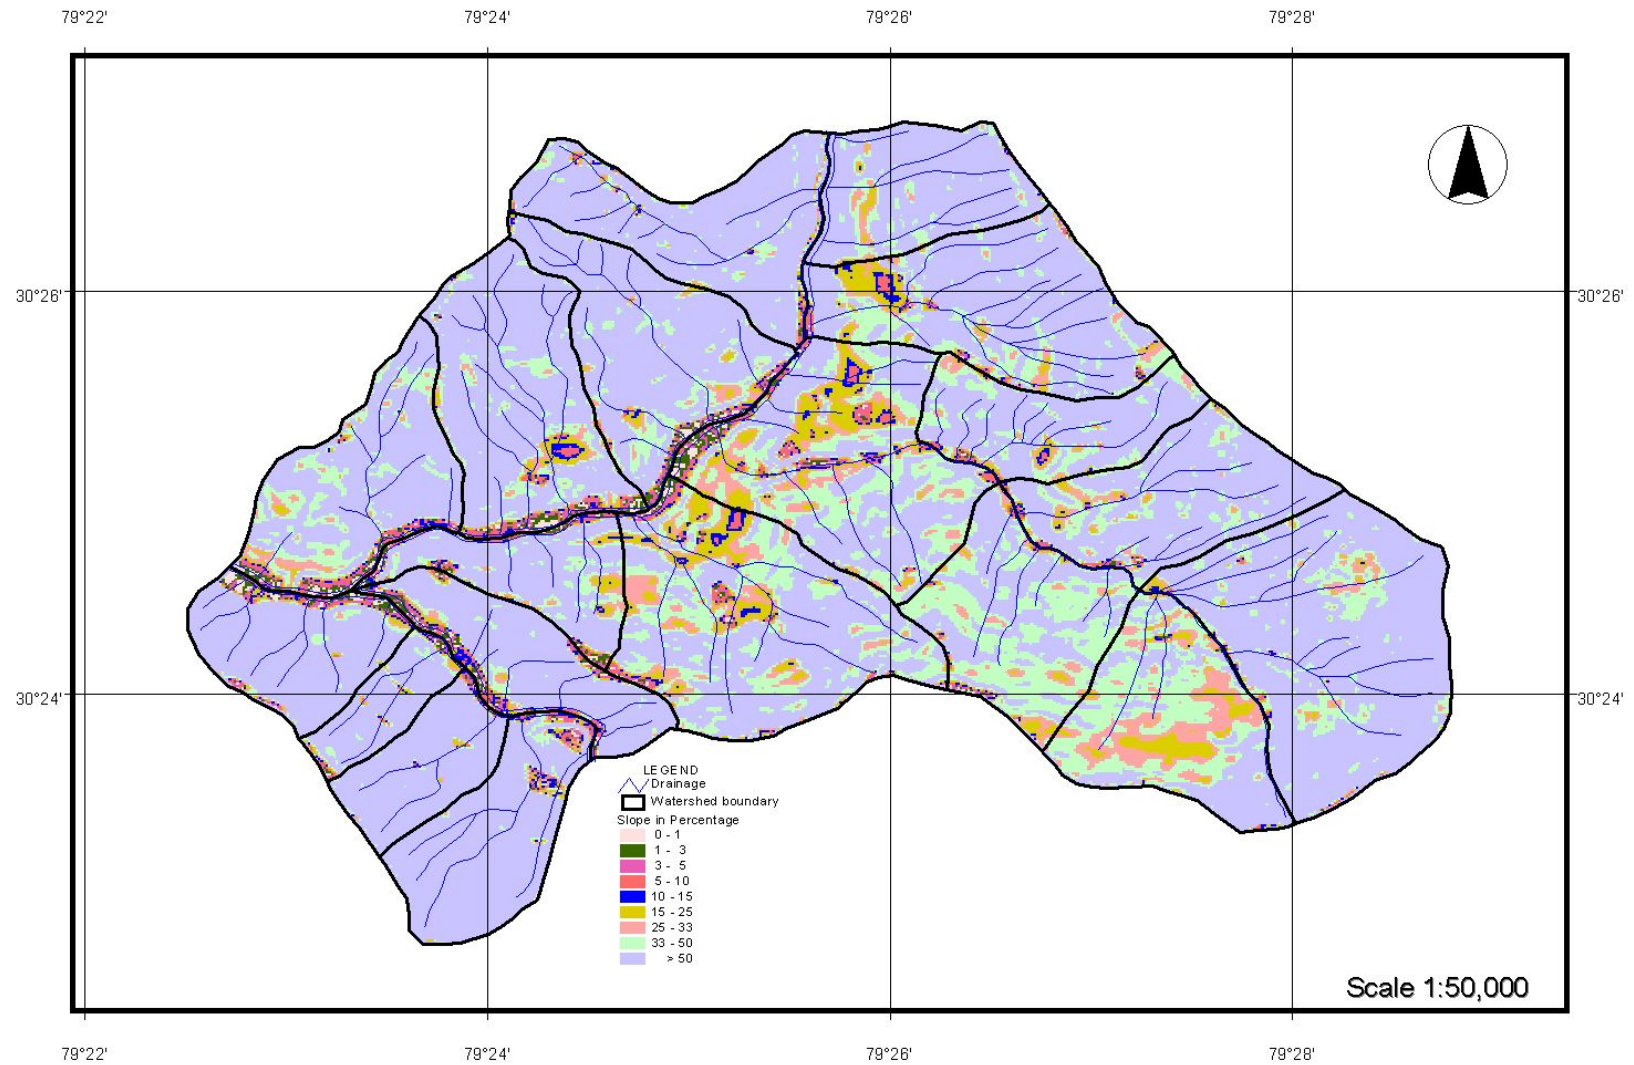 79°22' 79°24' 79°26' 79°28'
30°26' 30°26'
30°24' 30°24'
LEGEND
Drainage
Watershed boundary
Slope in Percentage
0 - 1
1 - 3
3 - 5
5 - 10
10 - 15
15 - 25
25 - 33
33 - 50
> 50
Scale 1:50,000
79°22' 79°24' 79°26' 79°28'